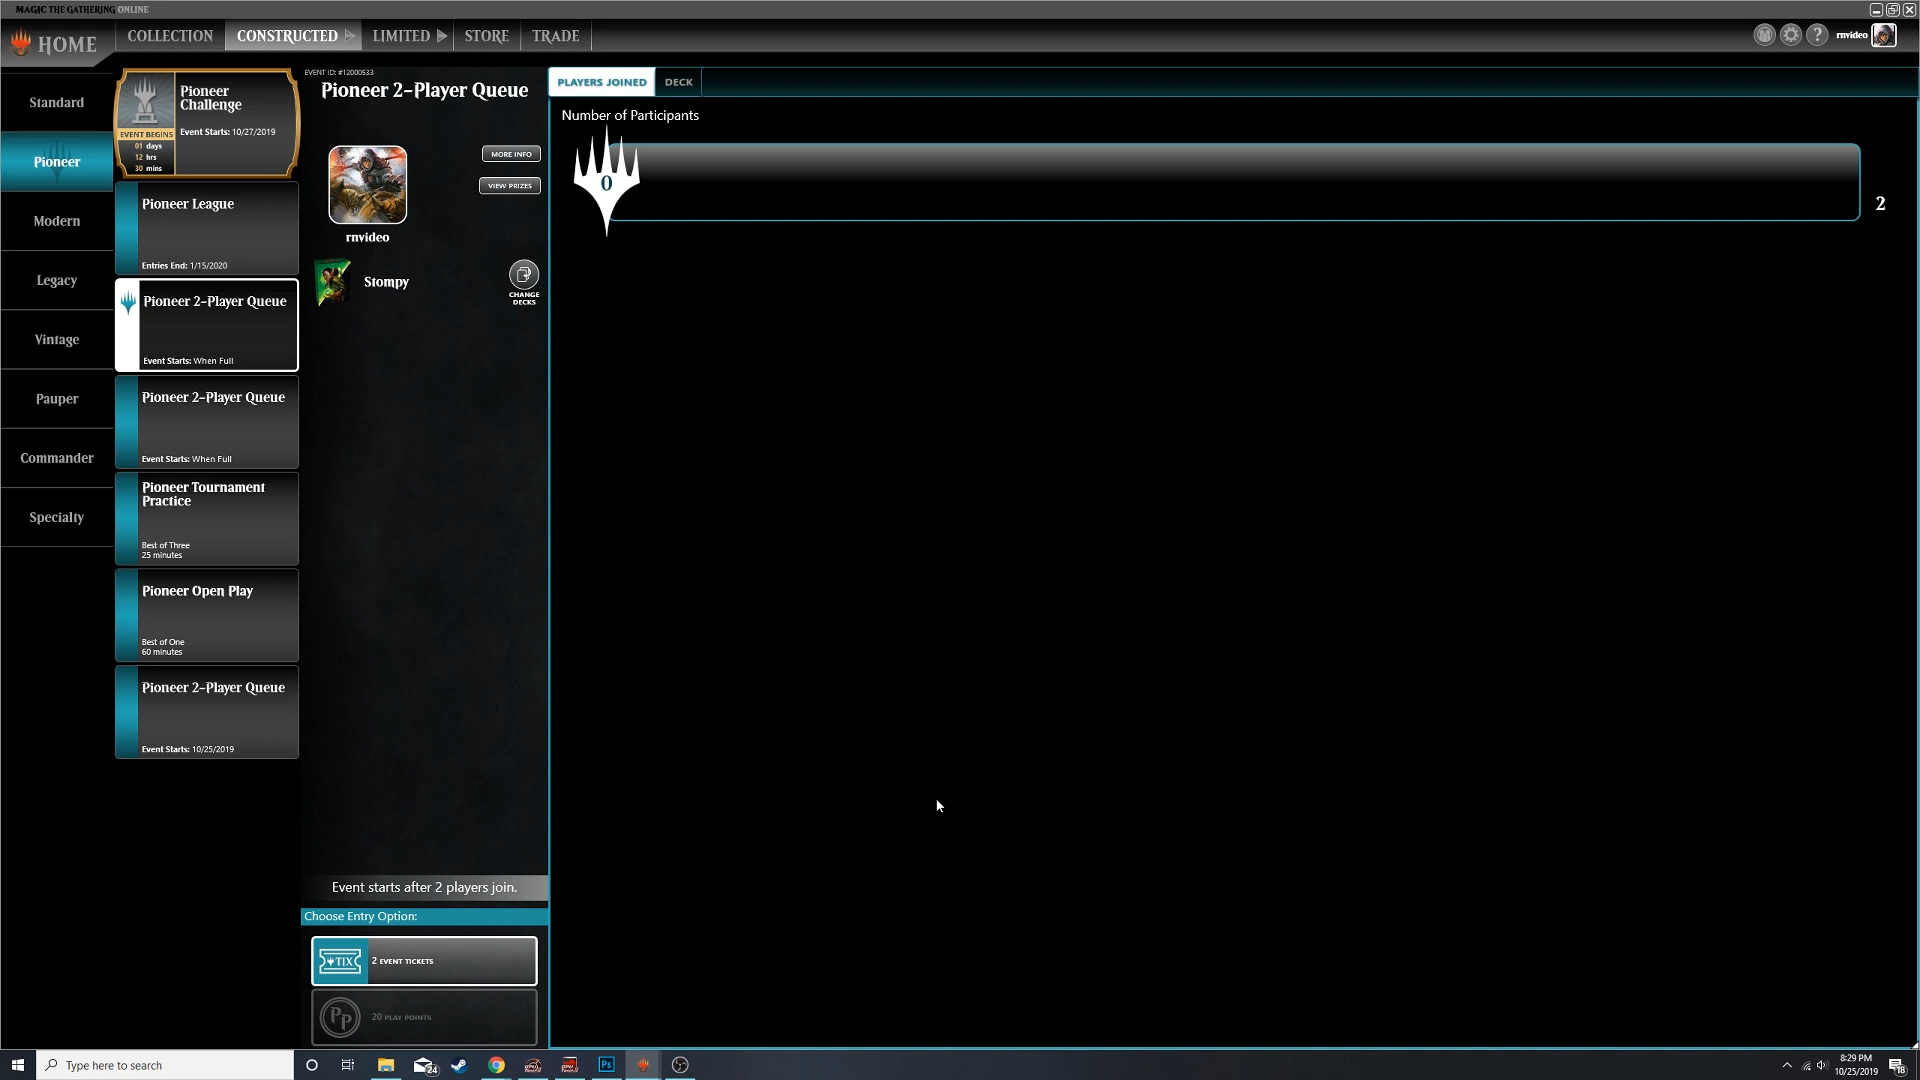 MAGIC THE GATHERING ONLINE
HOME
COLLECTION
CONSTRUCTED
LIMITED
STORE
TRADE
rnvideo
Standard
Pioneer
Modern
Legacy
Vintage
Pauper
Commander
Specialty
Pioneer
Challenge
EVENT BEGINS
01 days
12 hrs
30 mins
Event Starts: 10/27/2019
Pioneer League
Entries End: 1/15/2020
Pioneer 2-Player Queue
Event Starts: When Full
Pioneer 2-Player Queue
Event Starts: When Full
Pioneer Tournament
Practice
Best of Three
25 minutes
Pioneer Open Play
Best of One
60 minutes
Pioneer 2-Player Queue
Event Starts: 10/25/2019
EVENT ID: #12000533
Pioneer 2-Player Queue
MORE INFO
VIEW PRIZES
rnvideo
Stompy
CHANGE
DECKS
Event starts after 2 players join.
Choose Entry Option:
TIX
2 EVENT TICKETS
PP
20 PLAY POINTS
PLAYERS JOINED
DECK
Number of Participants
0
2
Type here to search
24
Ps
8:29 PM
10/25/2019
18